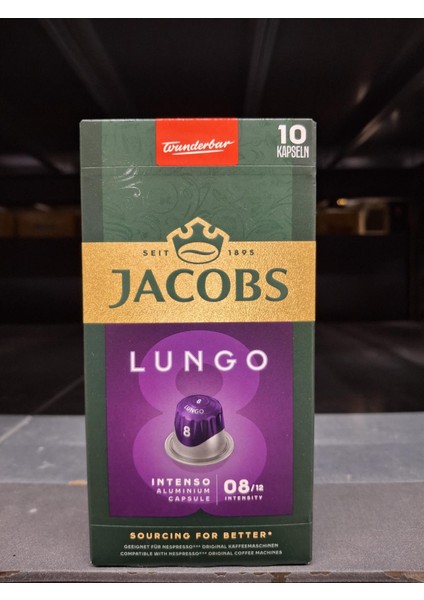 Wunderbar
10
KAPSELN
SEIT 1895
JACOBS
LUNGO
LUNGO
8
INTENSO
ALUMINIUM
CAPSULE
08/12
INTENSITY
SOURCING FOR BETTER*
GEEIGNET FÜR NESPRESSO®** ORIGINAL KAFFEEMASCHINEN
COMPATIBLE WITH NESPRESSO®** ORIGINAL COFFEE MACHINES